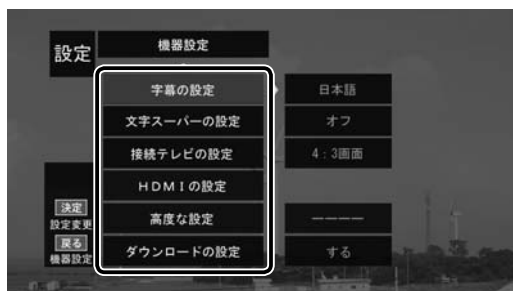 設定
機器設定
字幕の設定
日本語
文字スーパーの設定
オフ
接続テレビの設定
4：3画面
ＨＤＭＩの設定
高度な設定
————
ダウンロードの設定
する
決定
設定変更
戻る
機器設定